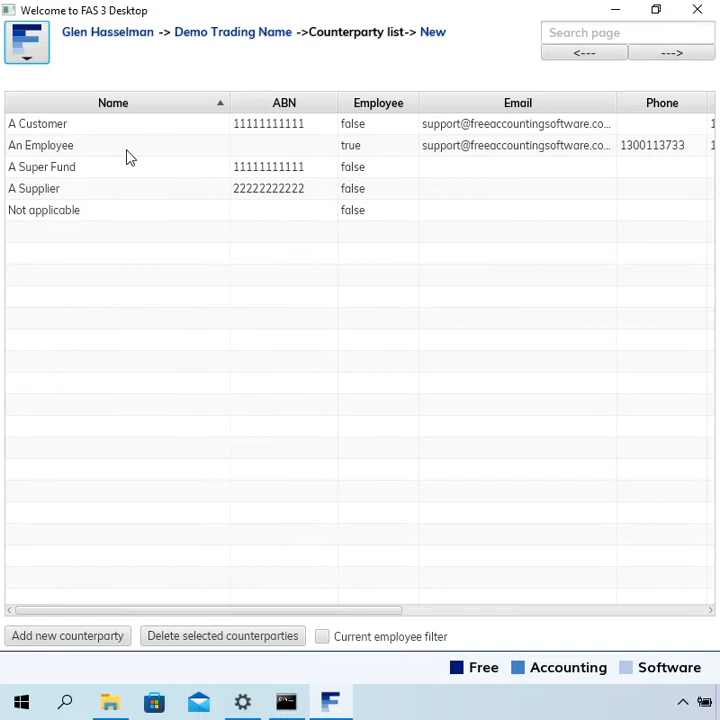 Welcome to FAS 3 Desktop
Glen Hasselman -> Demo Trading Name ->Counterparty list-> New
Search page
<--- --->
Name ABN Employee Email Phone
A Customer 11111111111 false support@freeaccountingsoftware.co... 1
An Employee true support@freeaccountingsoftware.co... 1300113733 1
A Super Fund 11111111111 false
A Supplier 22222222222 false
Not applicable false
Add new counterparty Delete selected counterparties Current employee filter
Free Accounting Software